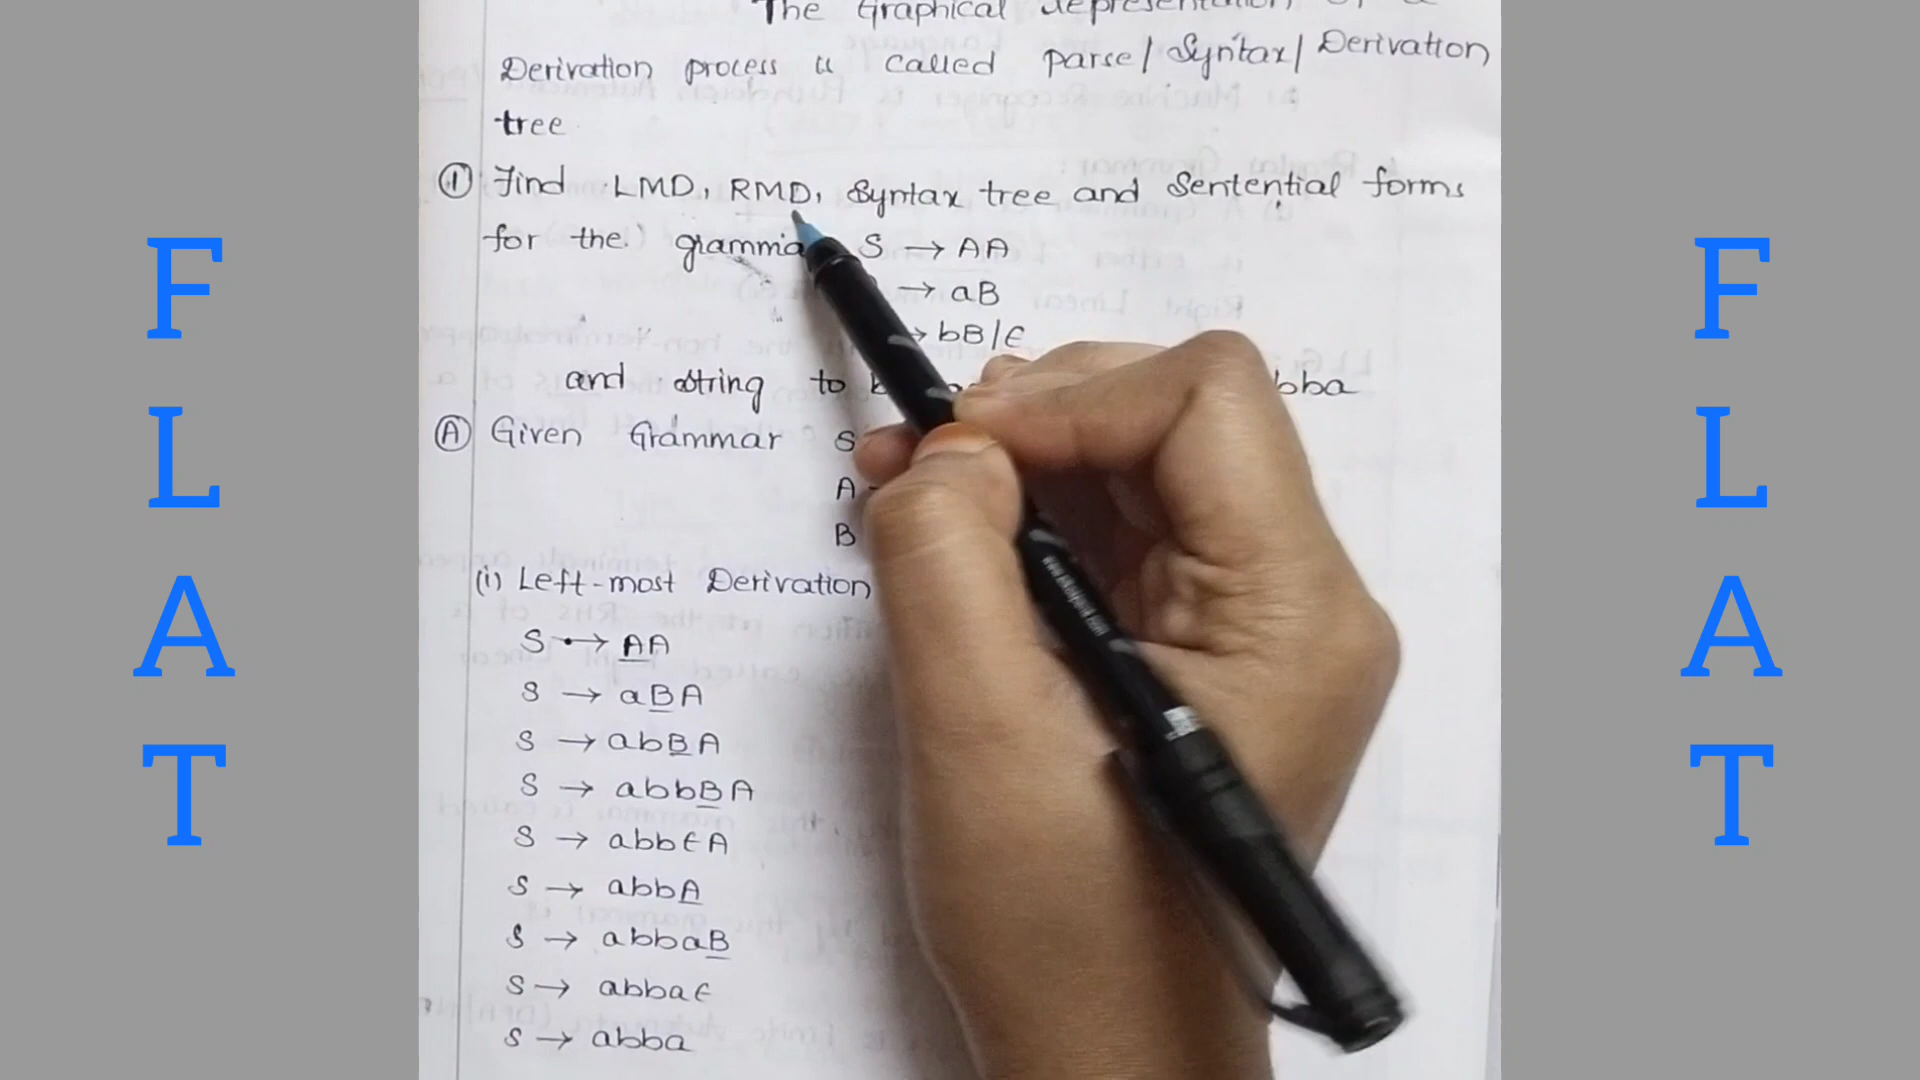 The Graphical
Derivation process is called parse/Syntax/Derivation
tree
① Find LMD, RMD, Syntax tree and Sentential forms
for the S → AA
→ aB
→ bB/ε
and string to bba
Ⓐ Given Grammar S
A
B
(i) Left-most Derivation
S → AA
S → aBA
S → abBA
S → abbBA
S → abbεA
S → abbA
S → abbaB
S → abbaε
S → abba
F
L
A
T
F
L
A
T